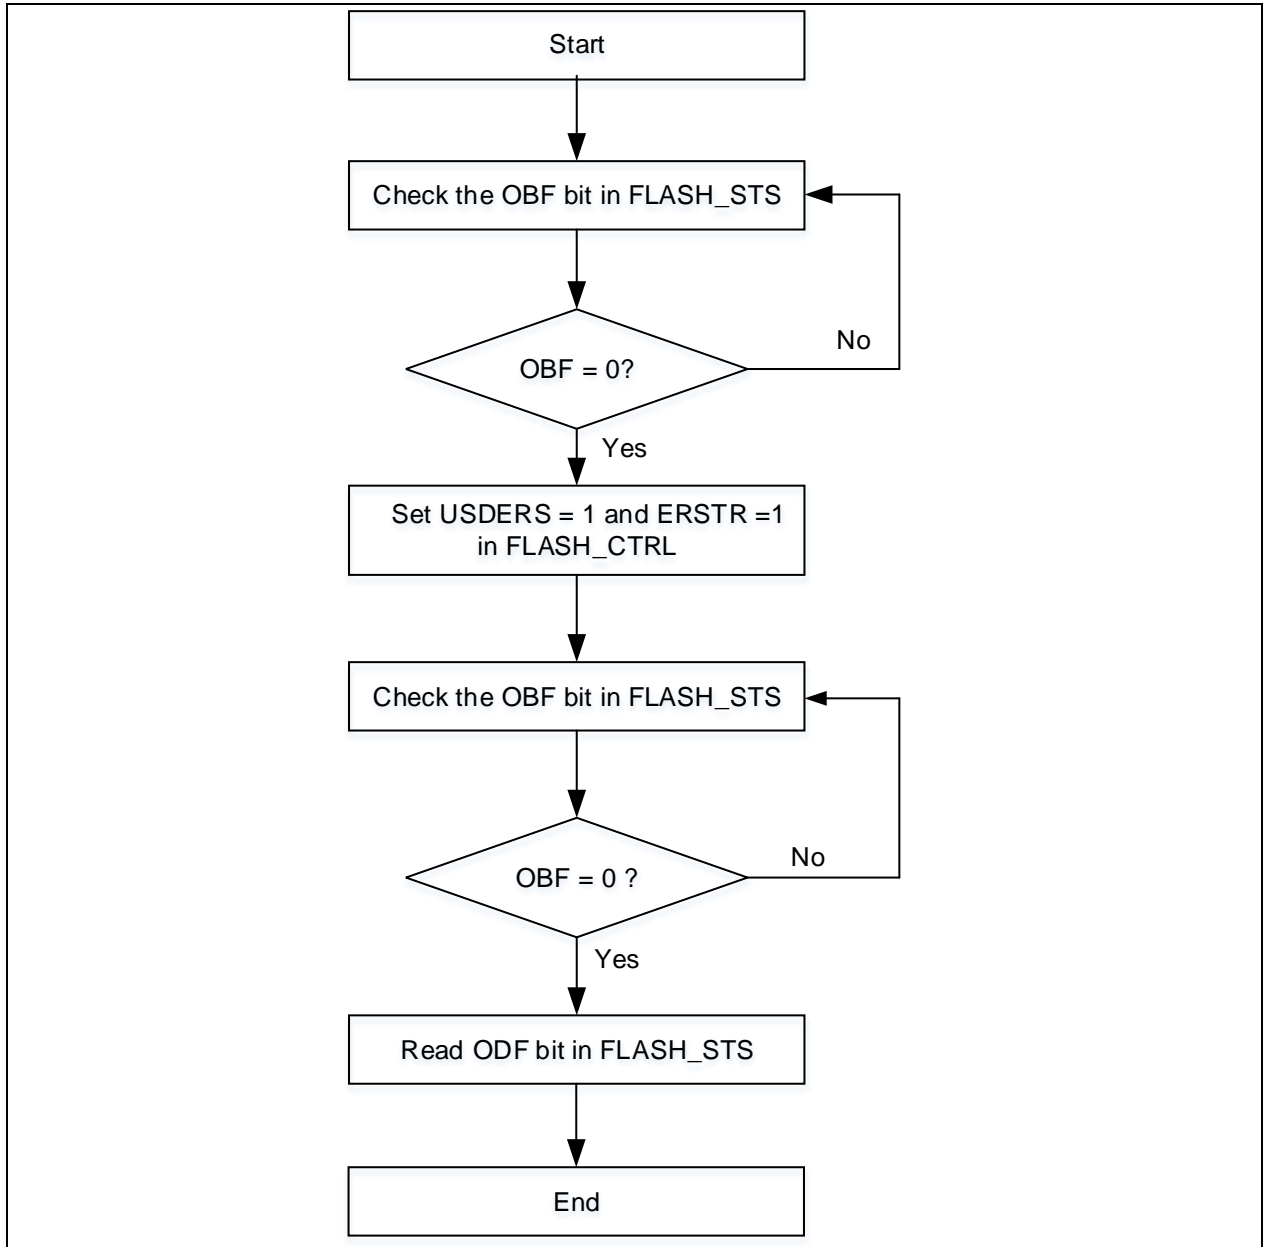 Start
Check the OBF bit in FLASH_STS
OBF = 0?
No
Yes
Set USDERS = 1 and ERSTR =1
in FLASH_CTRL
Check the OBF bit in FLASH_STS
OBF = 0 ?
No
Yes
Read ODF bit in FLASH_STS
End